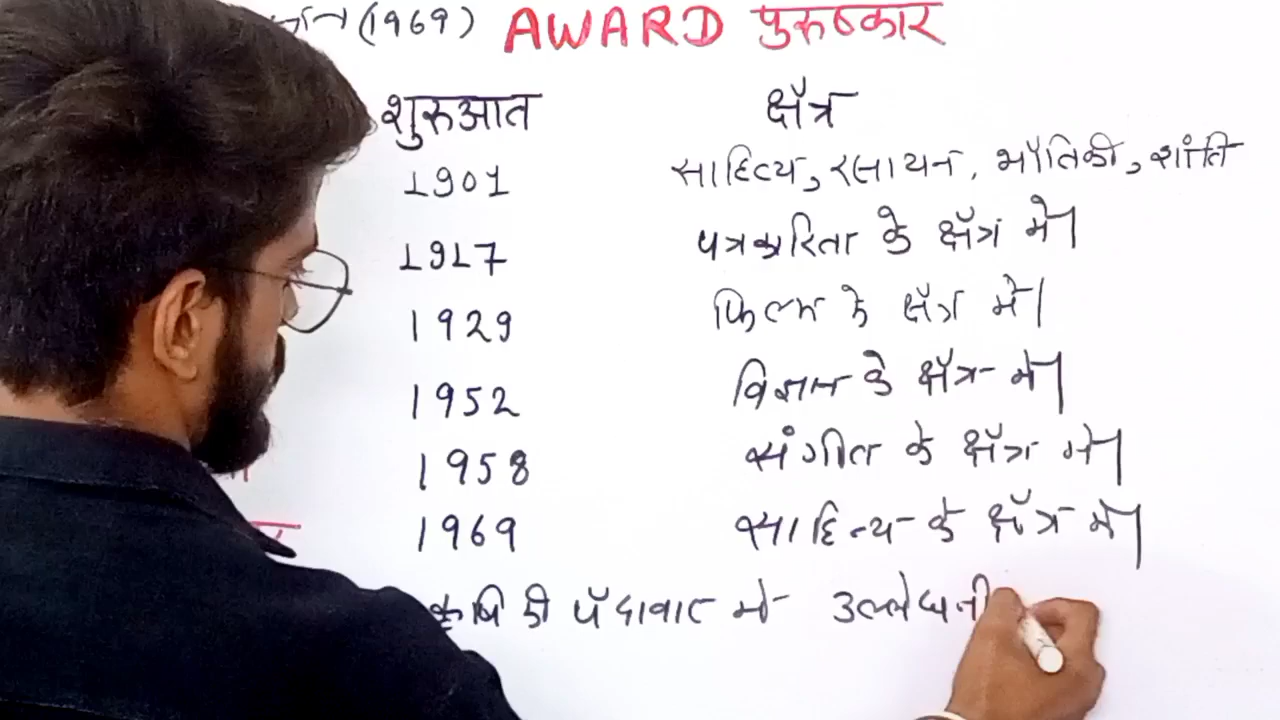 (1969) AWARD पुरुष्कार
शुरुआत क्षॅत्र
1901 साहित्य, रसायन, भॉतिकी, शांति
1917 पत्रकारिता के क्षॅत्र में।
1929 फिल्म के क्षॅत्र में।
1952 विज्ञान के क्षॅत्र में।
1958 संगीत के क्षॅत्र में।
1969 साहित्य के क्षॅत्र में।
कृषि की पॅदावार में उल्लेखनी